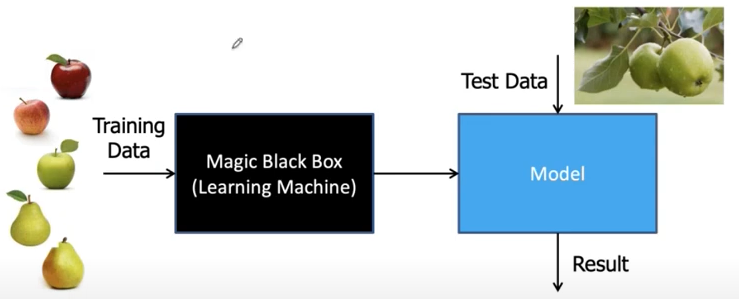 Training
Data
Magic Black Box
(Learning Machine)
Test Data
Model
Result